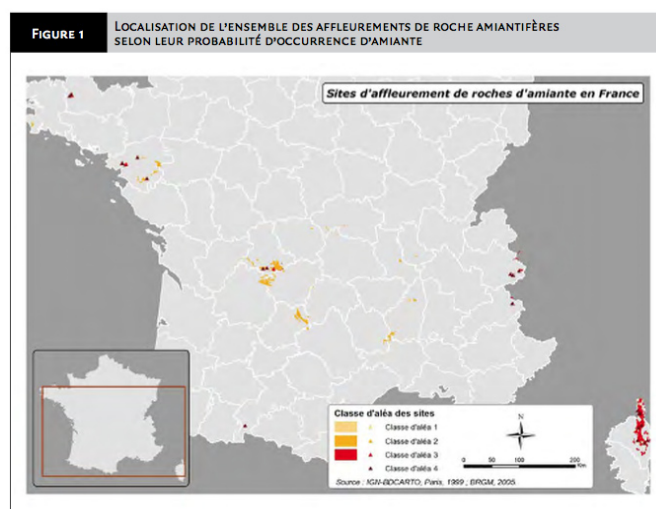 FIGURE 1
LOCALISATION DE L'ENSEMBLE DES AFFLEUREMENTS DE ROCHE AMIANTIFÈRES
SELON LEUR PROBABILITÉ D'OCCURRENCE D'AMIANTE
Sites d'affleurement de roches d'amiante en France
Classe d'aléa des sites
Classe d'aléa 1
Classe d'aléa 2
Classe d'aléa 3
Classe d'aléa 4
N
0 50 100 200
Km
Source : IGN-BDCARTO, Paris, 1999 ; BRGM, 2005.